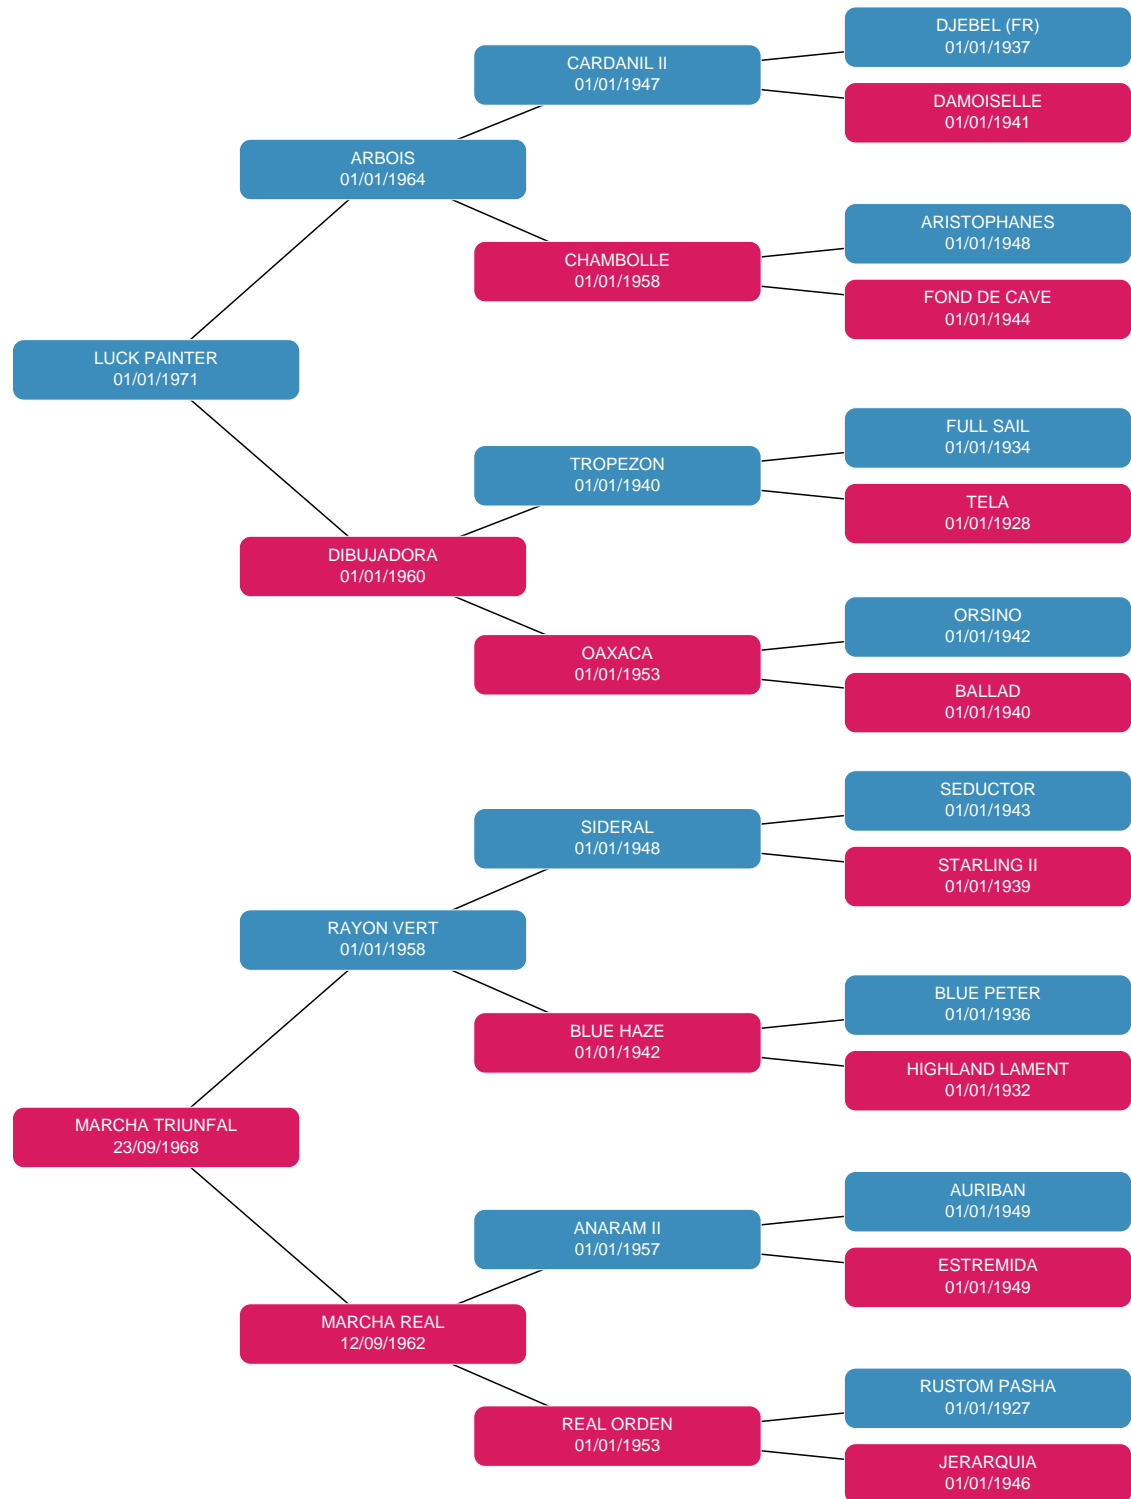 DJEBEL (FR)
01/01/1937
CARDANIL II
01/01/1947
DAMOISELLE
01/01/1941
ARBOIS
01/01/1964
ARISTOPHANES
01/01/1948
CHAMBOLLE
01/01/1958
FOND DE CAVE
01/01/1944
LUCK PAINTER
01/01/1971
FULL SAIL
01/01/1934
TROPEZON
01/01/1940
TELA
01/01/1928
DIBUJADORA
01/01/1960
ORSINO
01/01/1942
OAXACA
01/01/1953
BALLAD
01/01/1940
SEDUCTOR
01/01/1943
SIDERAL
01/01/1948
STARLING II
01/01/1939
RAYON VERT
01/01/1958
BLUE PETER
01/01/1936
BLUE HAZE
01/01/1942
HIGHLAND LAMENT
01/01/1932
MARCHA TRIUNFAL
23/09/1968
AURIBAN
01/01/1949
ANARAM II
01/01/1957
ESTREMIDA
01/01/1949
MARCHA REAL
12/09/1962
RUSTOM PASHA
01/01/1927
REAL ORDEN
01/01/1953
JERARQUIA
01/01/1946